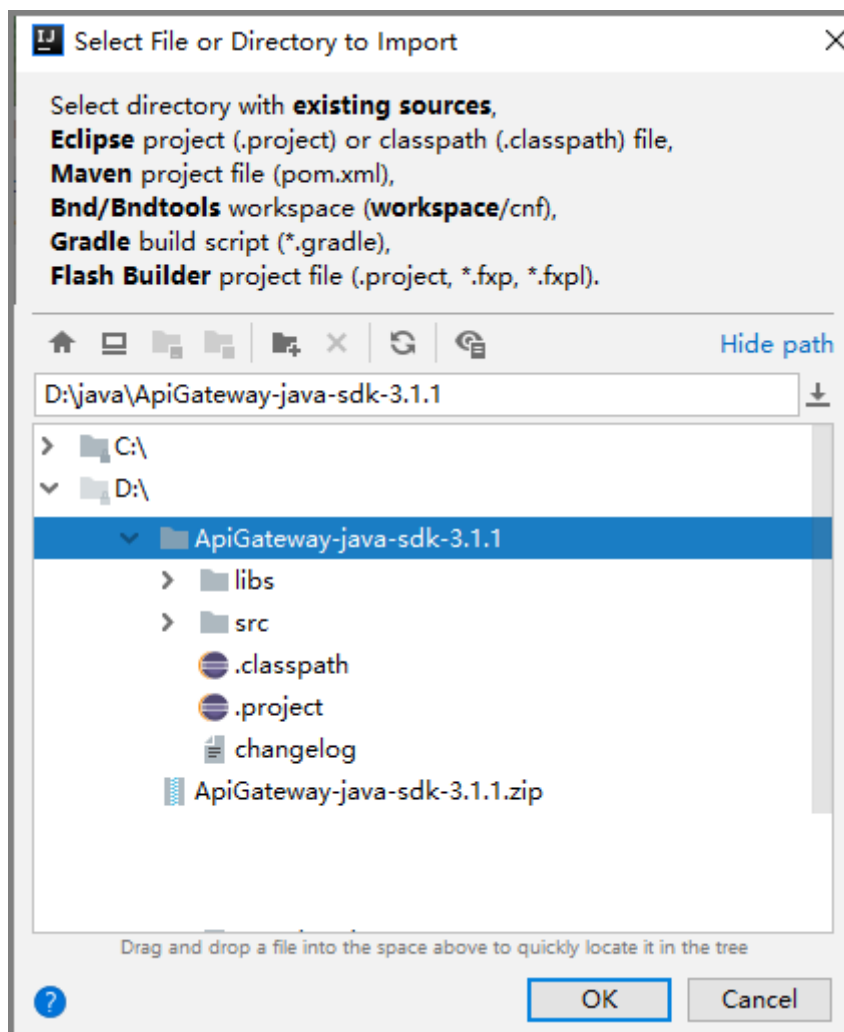 Select File or Directory to Import
Select directory with existing sources,
Eclipse project (.project) or classpath (.classpath) file,
Maven project file (pom.xml),
Bnd/Bndtools workspace (workspace/cnf),
Gradle build script (*.gradle),
Flash Builder project file (.project, *.fxp, *.fxpl).
Hide path
D:\java\ApiGateway-java-sdk-3.1.1
C:\
D:\
ApiGateway-java-sdk-3.1.1
libs
src
.classpath
.project
changelog
ApiGateway-java-sdk-3.1.1.zip
Drag and drop a file into the space above to quickly locate it in the tree
OK Cancel